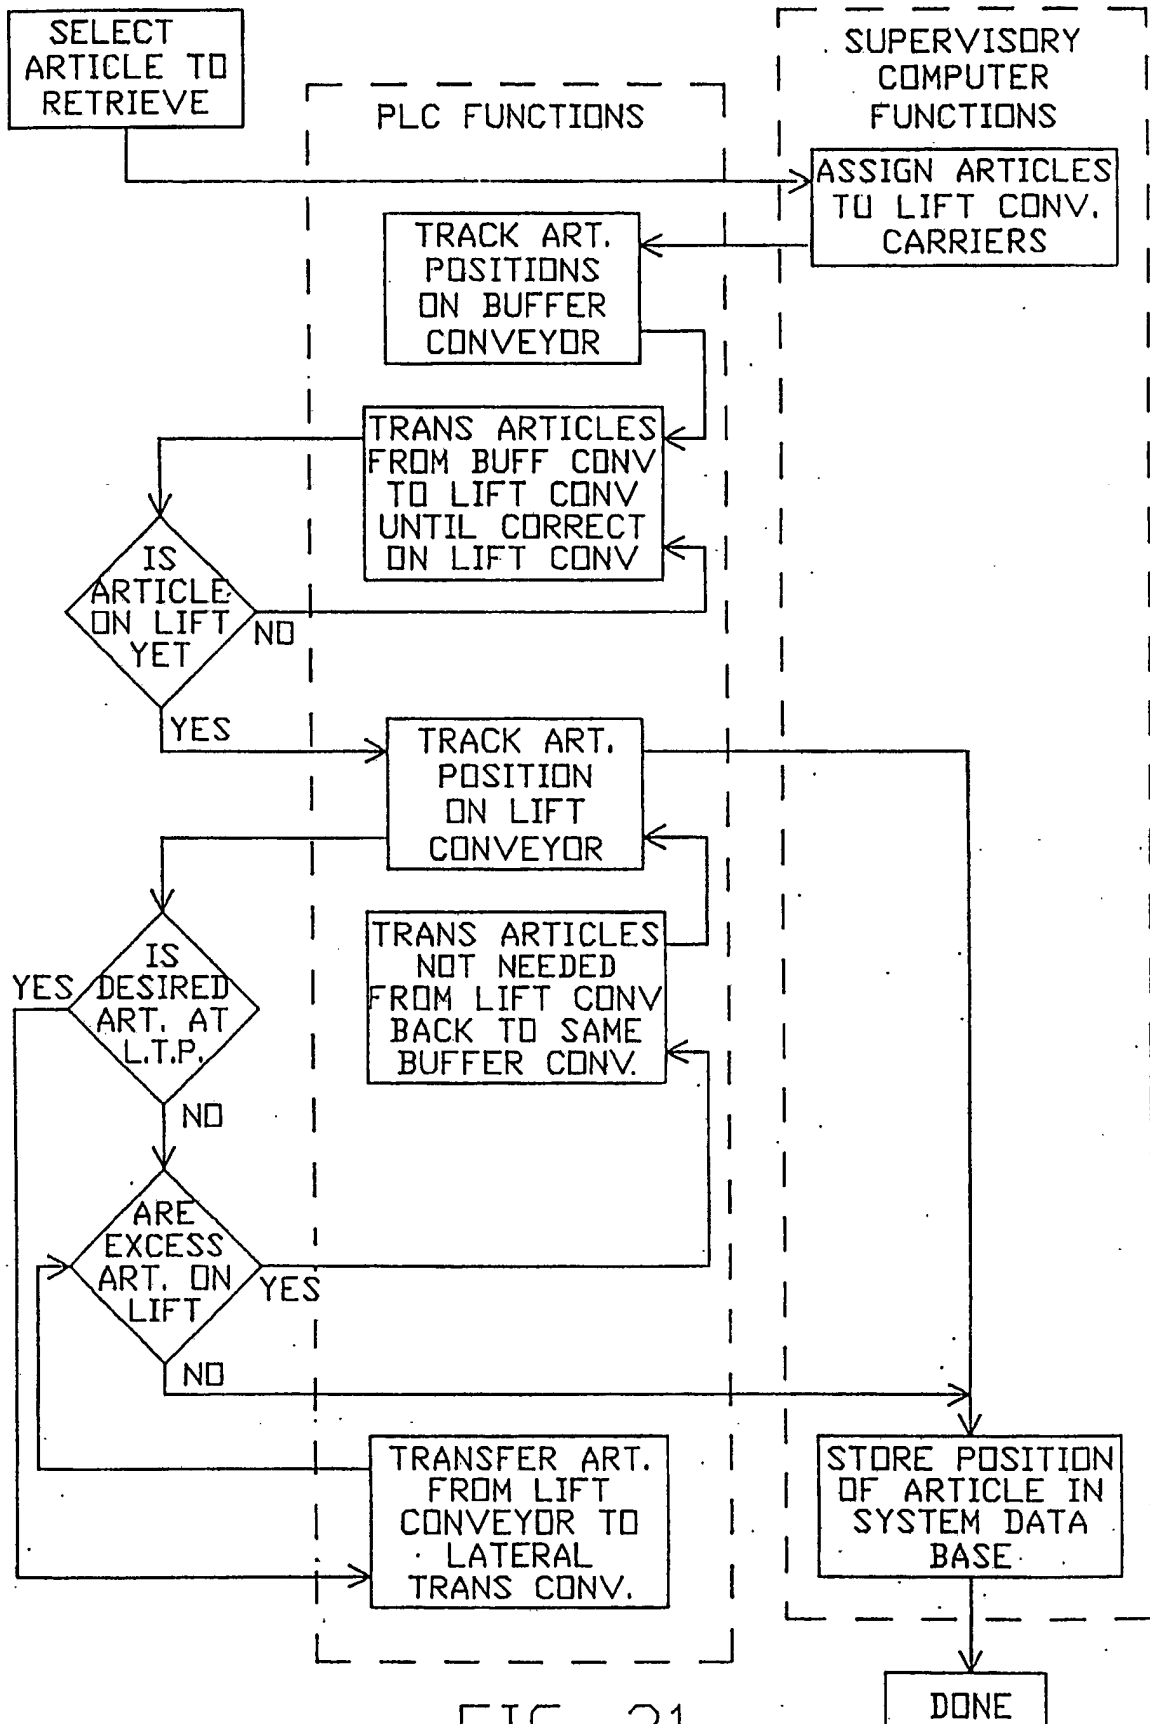 SELECT
ARTICLE TO
RETRIEVE
PLC FUNCTIONS
SUPERVISORY
COMPUTER
FUNCTIONS
ASSIGN ARTICLES
TO LIFT CONV.
CARRIERS
TRACK ART.
POSITIONS
ON BUFFER
CONVEYOR
TRANS ARTICLES
FROM BUFF CONV
TO LIFT CONV
UNTIL CORRECT
ON LIFT CONV
IS
ARTICLE
ON LIFT
YET
NO
YES
TRACK ART.
POSITION
ON LIFT
CONVEYOR
IS
DESIRED
ART. AT
L.T.P.
YES
NO
TRANS ARTICLES
NOT NEEDED
FROM LIFT CONV
BACK TO SAME
BUFFER CONV.
ARE
EXCESS
ART. ON
LIFT
YES
NO
TRANSFER ART.
FROM LIFT
CONVEYOR TO
LATERAL
TRANS CONV.
STORE POSITION
OF ARTICLE IN
SYSTEM DATA
BASE
DONE
FIG. 21